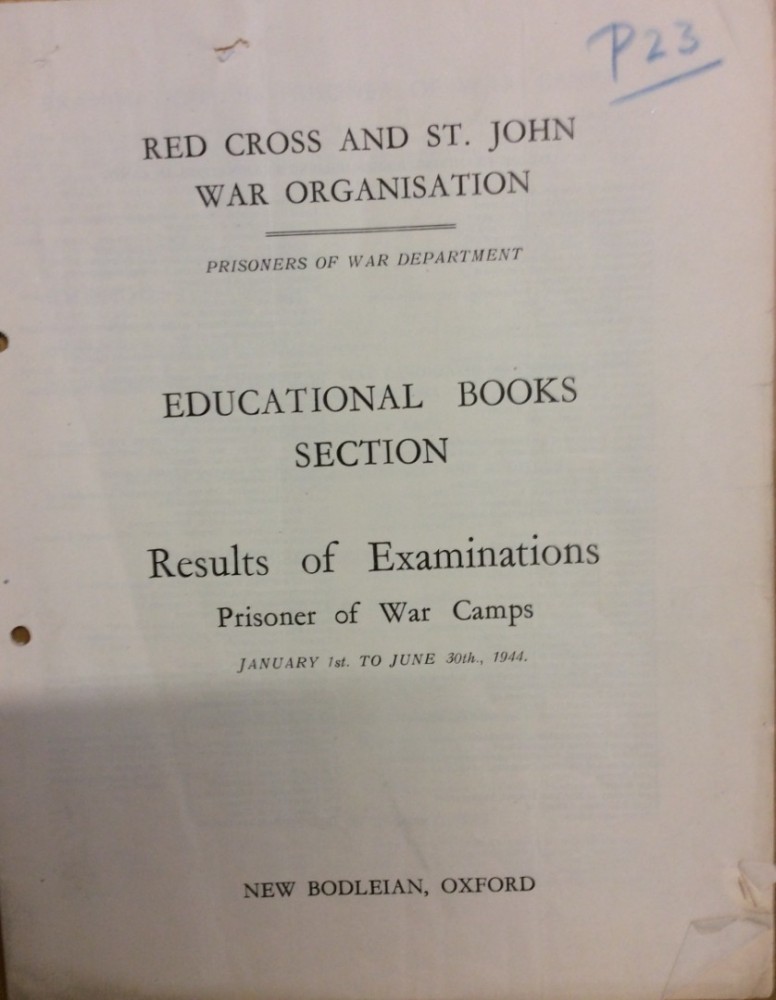 P23
RED CROSS AND ST. JOHN
WAR ORGANISATION
PRISONERS OF WAR DEPARTMENT
EDUCATIONAL BOOKS
SECTION
Results of Examinations
Prisoner of War Camps
JANUARY 1st. TO JUNE 30th., 1944.
NEW BODLEIAN, OXFORD